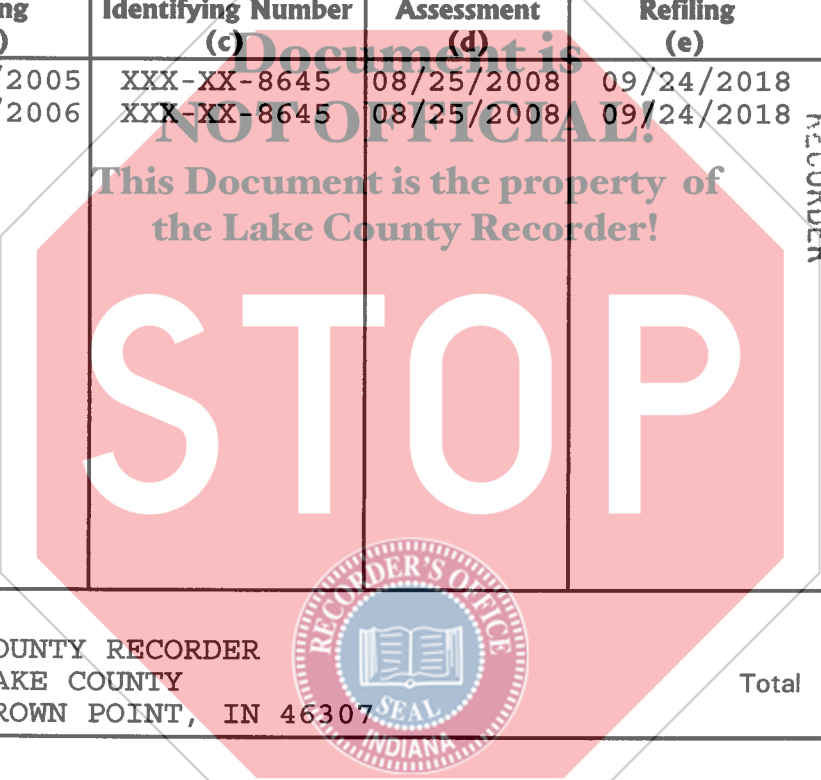 ng Identifying Number Assessment Refiling
) (c) (d) (e)
Document is
/2005 XXX-XX-8645 08/25/2008 09/24/2018
/2006 XXX-XX-8645 08/25/2008 09/24/2018
NOT OFFICIAL!
This Document is the property of
the Lake County Recorder!
RECORDER
STOP
RECORDER'S OFFICE
SEAL
INDIANA
OUNTY RECORDER
AKE COUNTY
ROWN POINT, IN 46307
Total